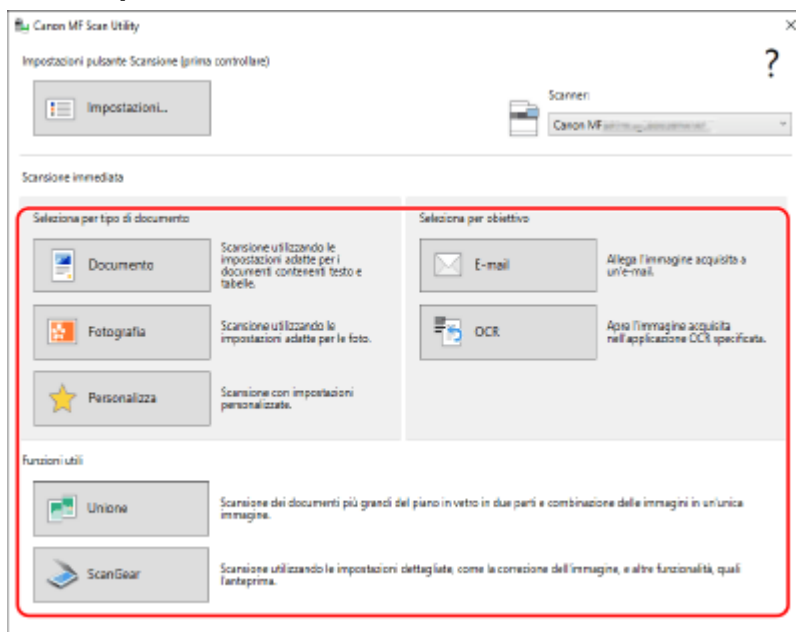 Canon MF Scan Utility
Impostazioni pulsante Scansione (prima controllare)
?
Impostazioni...
Scanner:
Canon MF
Scansione immediata
Seleziona per tipo di documento
Documento
Scansione utilizzando le
impostazioni adatte per i
documenti contenenti testo e
tabelle.
Fotografia
Scansione utilizzando le
impostazioni adatte per le foto.
Personalizza
Scansione con impostazioni
personalizzate.
Seleziona per obiettivo
E-mail
Allega l'immagine acquisita a
un'e-mail.
OCR
Apre l'immagine acquisita
nell'applicazione OCR specificata.
Funzioni utili
Unione
Scansione dei documenti più grandi del piano in vetro in due parti e combinazione delle immagini in un'unica
immagine.
ScanGear
Scansione utilizzando le impostazioni dettagliate, come la correzione dell'immagine, e altre funzionalità, quali
l'anteprima.